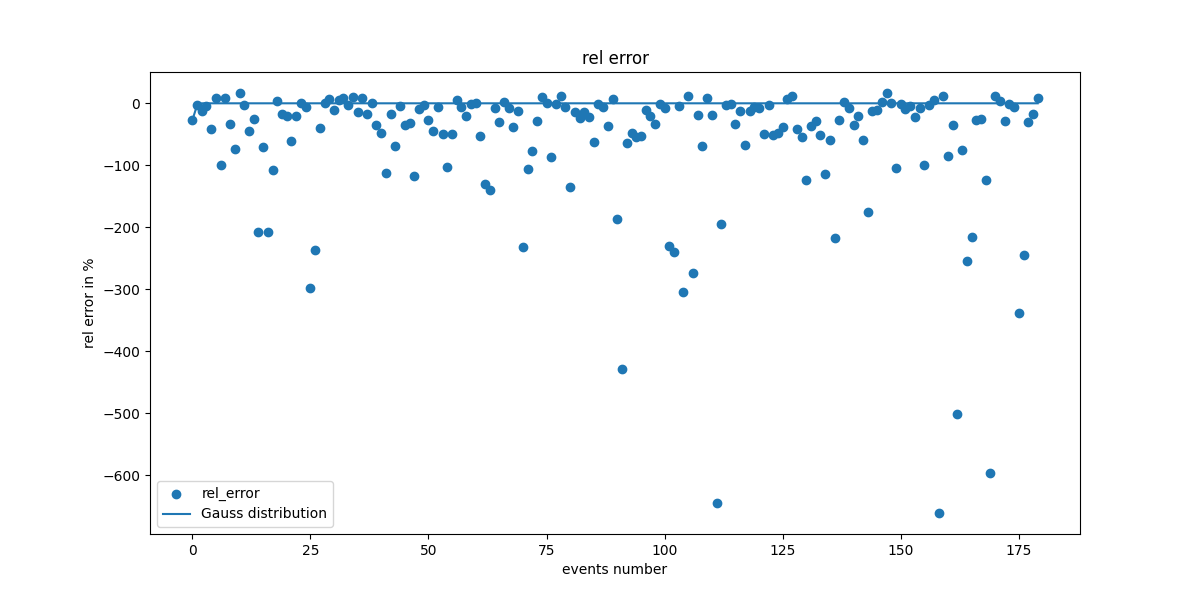 rel error
rel error in %
0
−100
−200
−300
−400
−500
−600
rel_error
Gauss distribution
0 25 50 75 100 125 150 175
events number